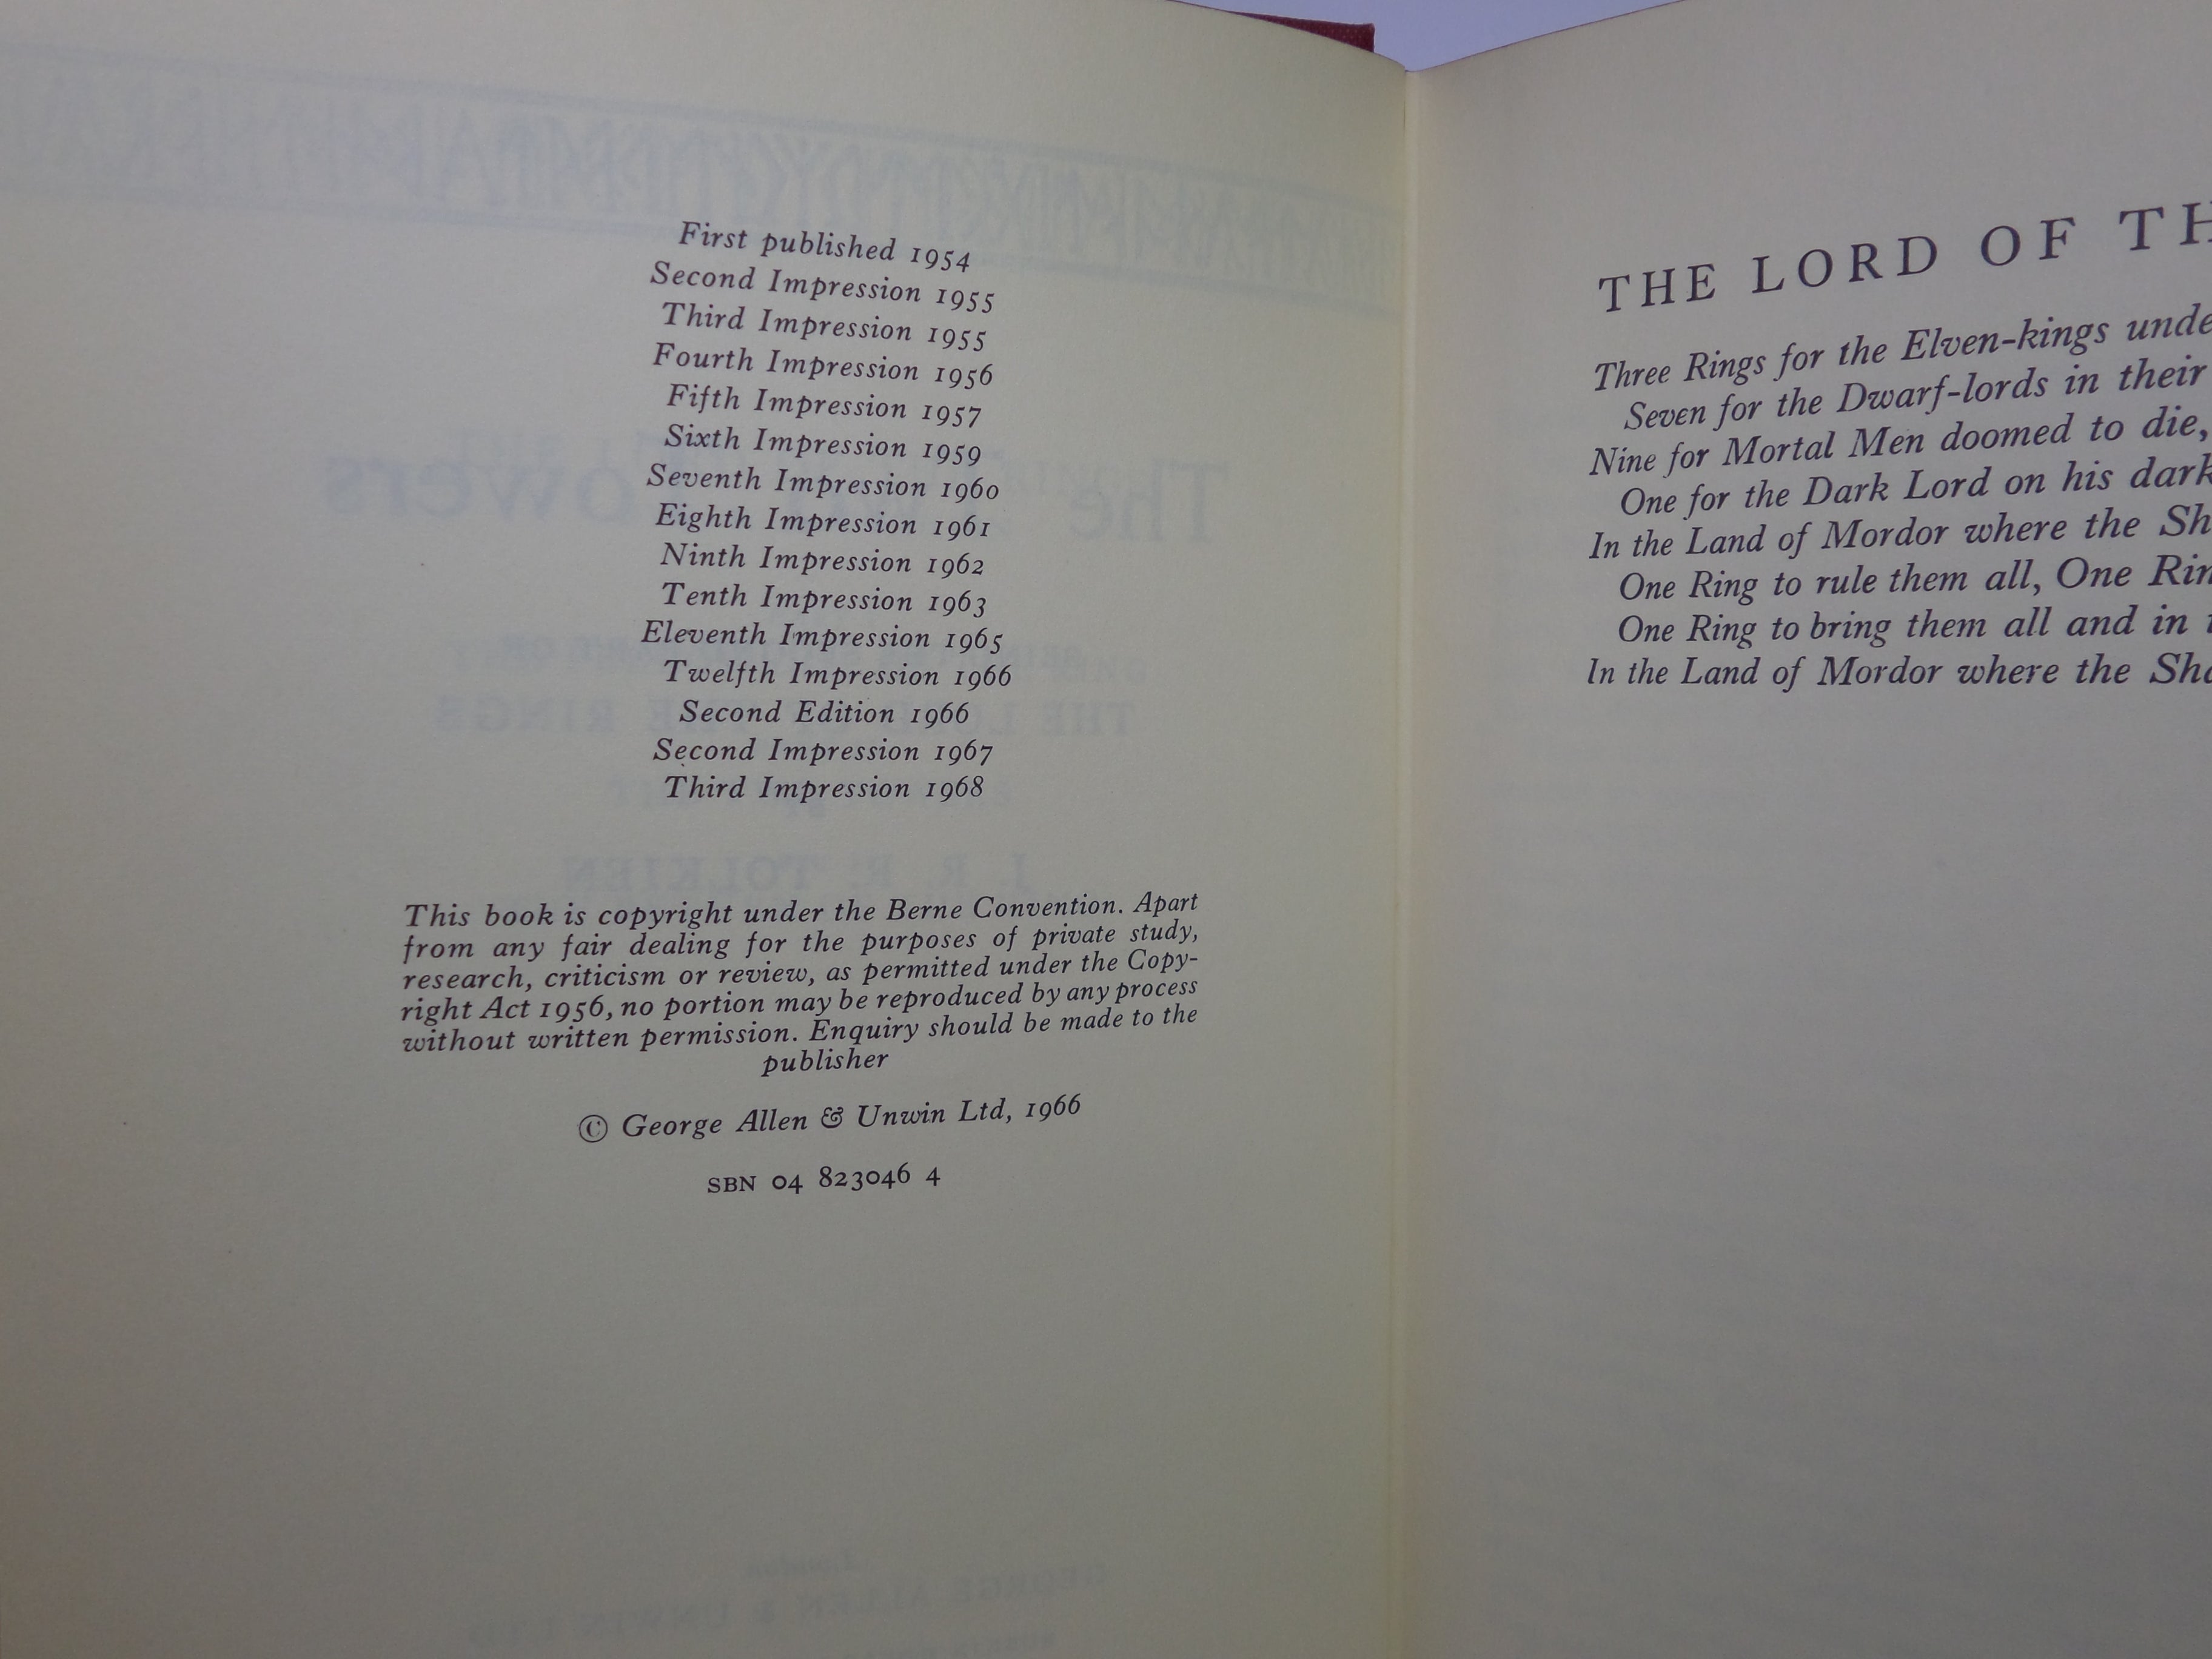 First published 1954
Second Impression 1955
Third Impression 1955
Fourth Impression 1956
Fifth Impression 1957
Sixth Impression 1959
Seventh Impression 1960
Eighth Impression 1961
Ninth Impression 1962
Tenth Impression 1963
Eleventh Impression 1965
Twelfth Impression 1966
Second Edition 1966
Second Impression 1967
Third Impression 1968
This book is copyright under the Berne Convention. Apart
from any fair dealing for the purposes of private study,
research, criticism or review, as permitted under the Copy-
right Act 1956, no portion may be reproduced by any process
without written permission. Enquiry should be made to the
publisher
© George Allen & Unwin Ltd, 1966
SBN 04 823046 4
THE LORD OF TH
Three Rings for the Elven-kings unde
Seven for the Dwarf-lords in their
Nine for Mortal Men doomed to die,
One for the Dark Lord on his dark
In the Land of Mordor where the Sh
One Ring to rule them all, One Rin
One Ring to bring them all and in t
In the Land of Mordor where the Sha